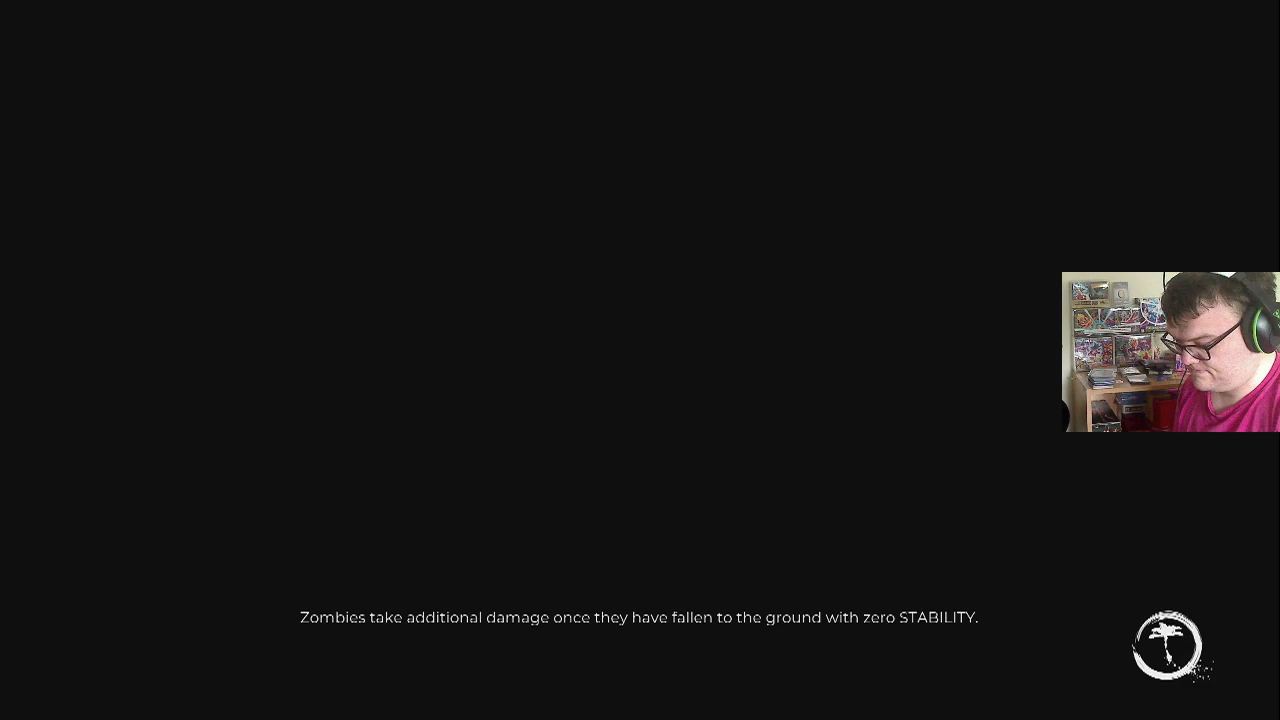 Zombies take additional damage once they have fallen to the ground with zero STABILITY.